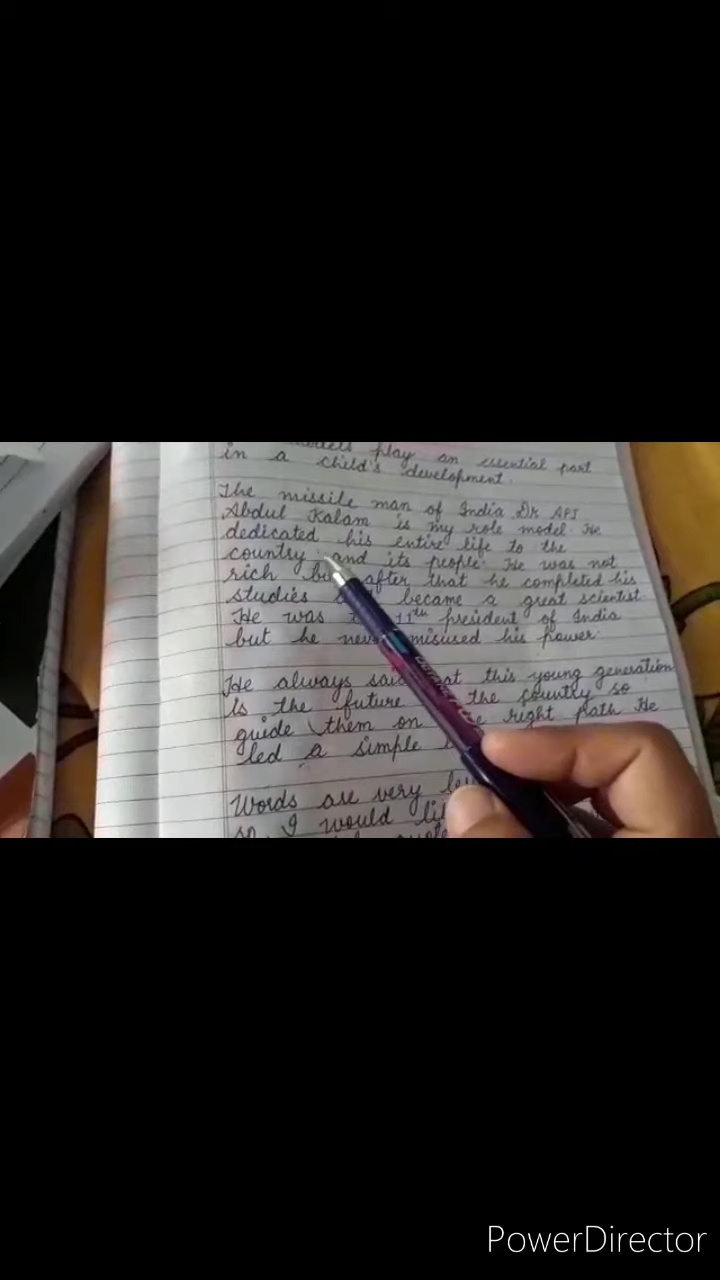 models play an essential part
in a child's development.
The missile man of India Dr APJ
Abdul Kalam is my role model. He
dedicated his entire life to the
country and its people. He was not
rich after that he completed his
studies became a great scientist.
He was 11th president of India
but he never misused his power.
He always this young generation
is the future the country so
guide them on right path He
led a simple
Words are very
so I would
PowerDirector